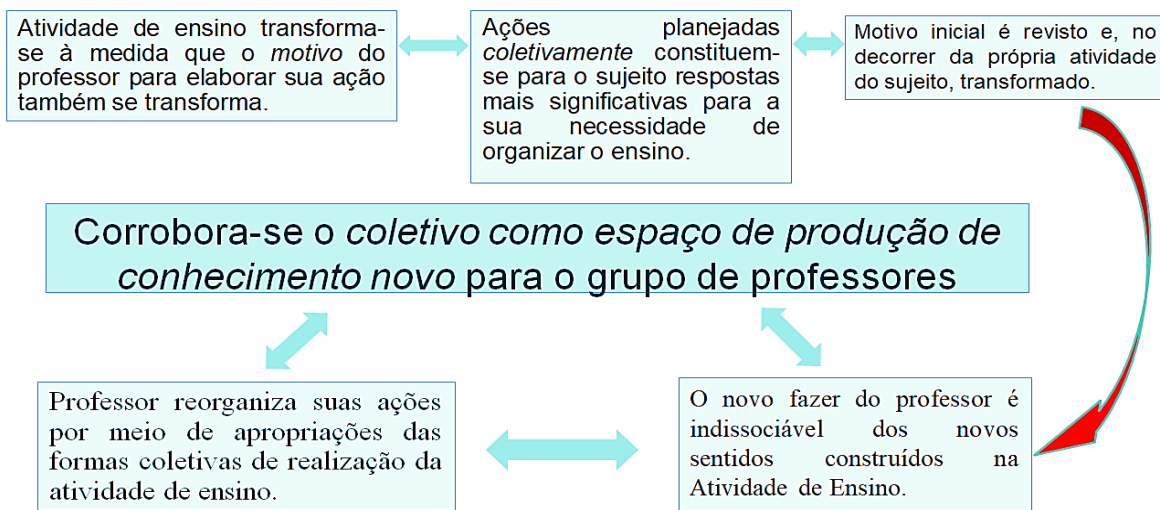 Atividade de ensino transforma-
se à medida que o motivo do
professor para elaborar sua ação
também se transforma.
Ações planejadas
coletivamente constituem-
se para o sujeito respostas
mais significativas para a
sua necessidade de
organizar o ensino.
Motivo inicial é revisto e, no
decorrer da própria atividade
do sujeito, transformado.
Corrobora-se o coletivo como espaço de produção de
conhecimento novo para o grupo de professores
Professor reorganiza suas ações
por meio de apropriações das
formas coletivas de realização da
atividade de ensino.
O novo fazer do professor é
indissociável dos novos
sentidos construídos na
Atividade de Ensino.